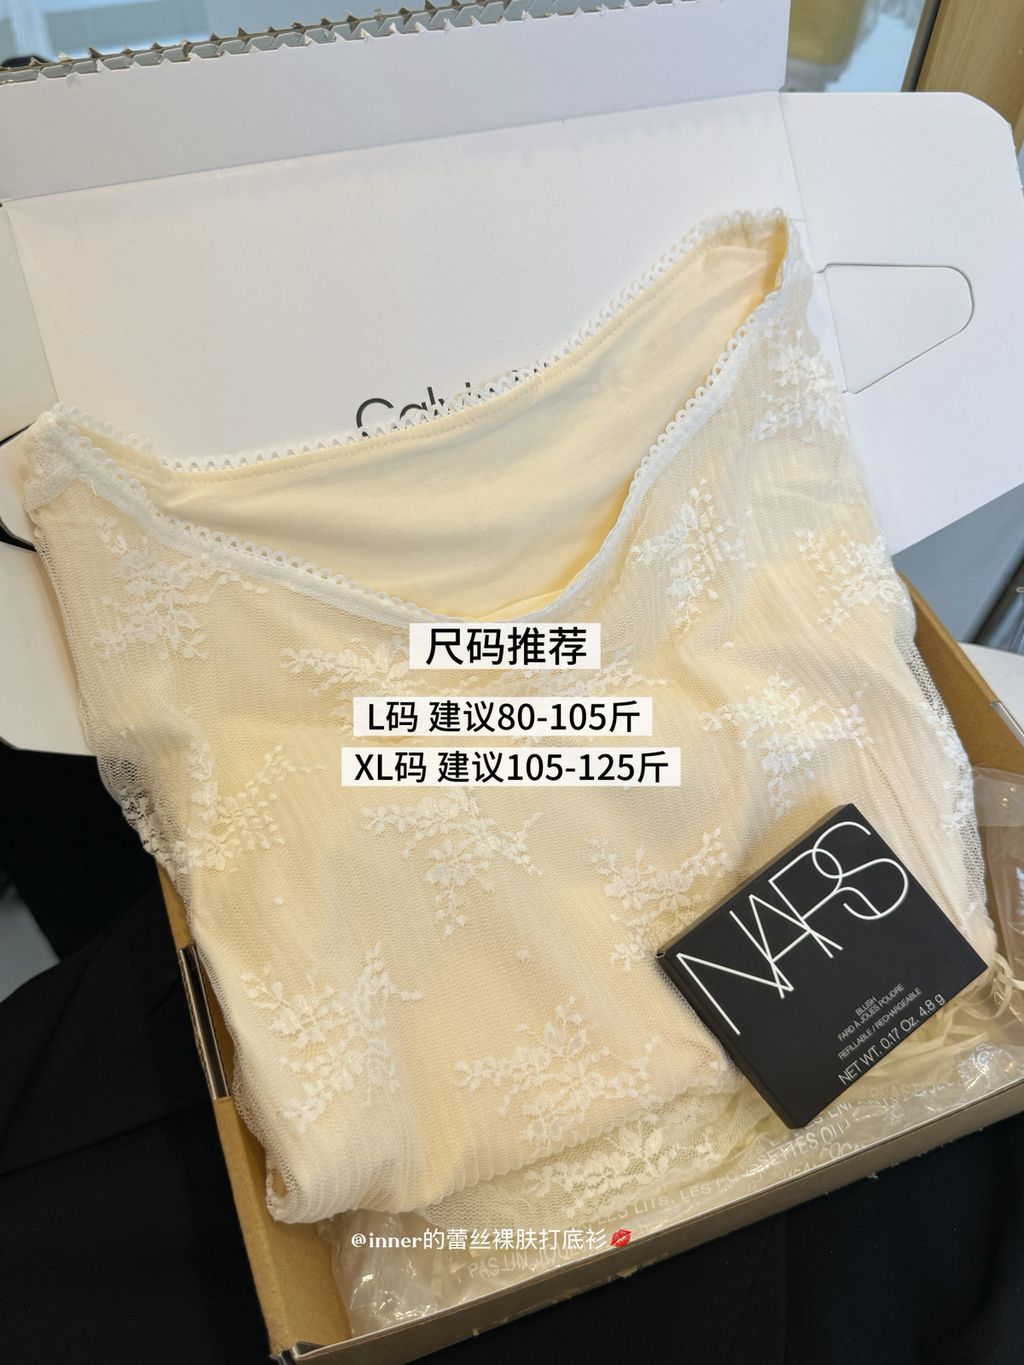 尺码推荐
L码 建议80-105斤
XL码 建议105-125斤
NARS
BLUSH
FARD À JOUES POUDRE
REFILLABLE / RECHARGEABLE
NET WT. 0.17 Oz. 4.8 g
@inner的蕾丝裸肤打底衫💋